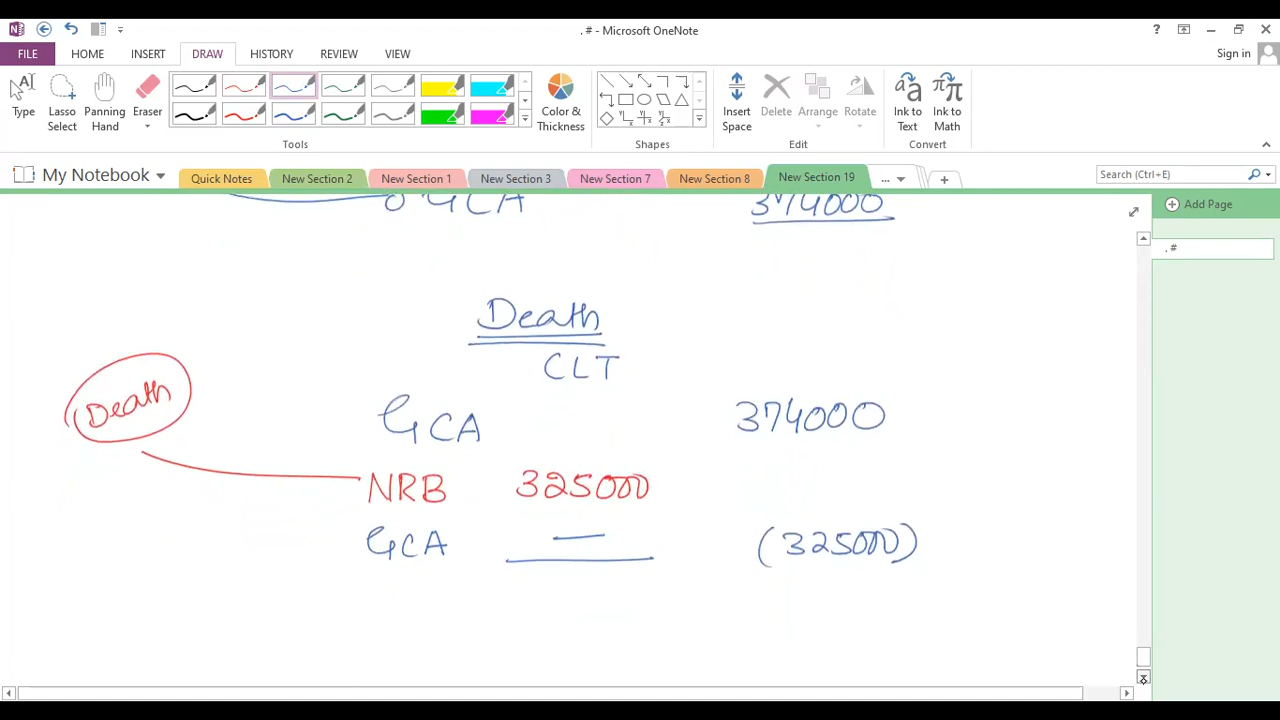 . # - Microsoft OneNote
FILE HOME INSERT DRAW HISTORY REVIEW VIEW Sign in
Type Lasso Select Panning Hand Eraser Color & Thickness Insert Space Delete Arrange Rotate Ink to Text Ink to Math
Tools Shapes Edit Convert
My Notebook Quick Notes New Section 2 New Section 1 New Section 3 New Section 7 New Section 8 New Section 19 ... Search (Ctrl+E)
Add Page
. #
GCA 374000
Death
CLT
Death
GCA 374000
NRB 325000
GCA — (325000)